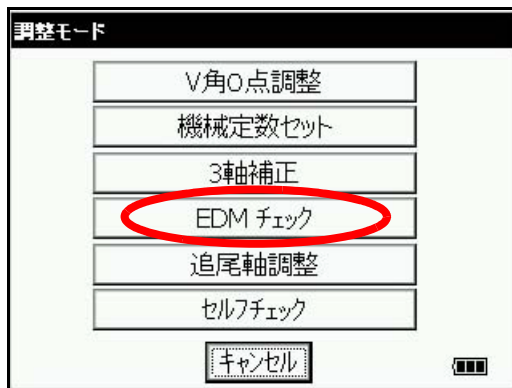 調整モード
V角0点調整
機械定数セット
3軸補正
EDM チェック
追尾軸調整
セルフチェック
キャンセル